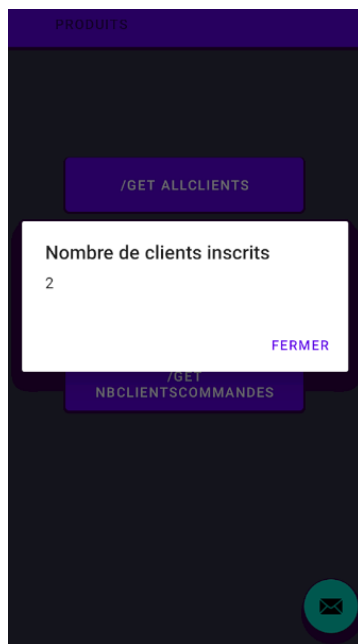 PRODUITS
/GET ALLCLIENTS
Nombre de clients inscrits
2
FERMER
/GET
NBCLIENTSCOMMANDES